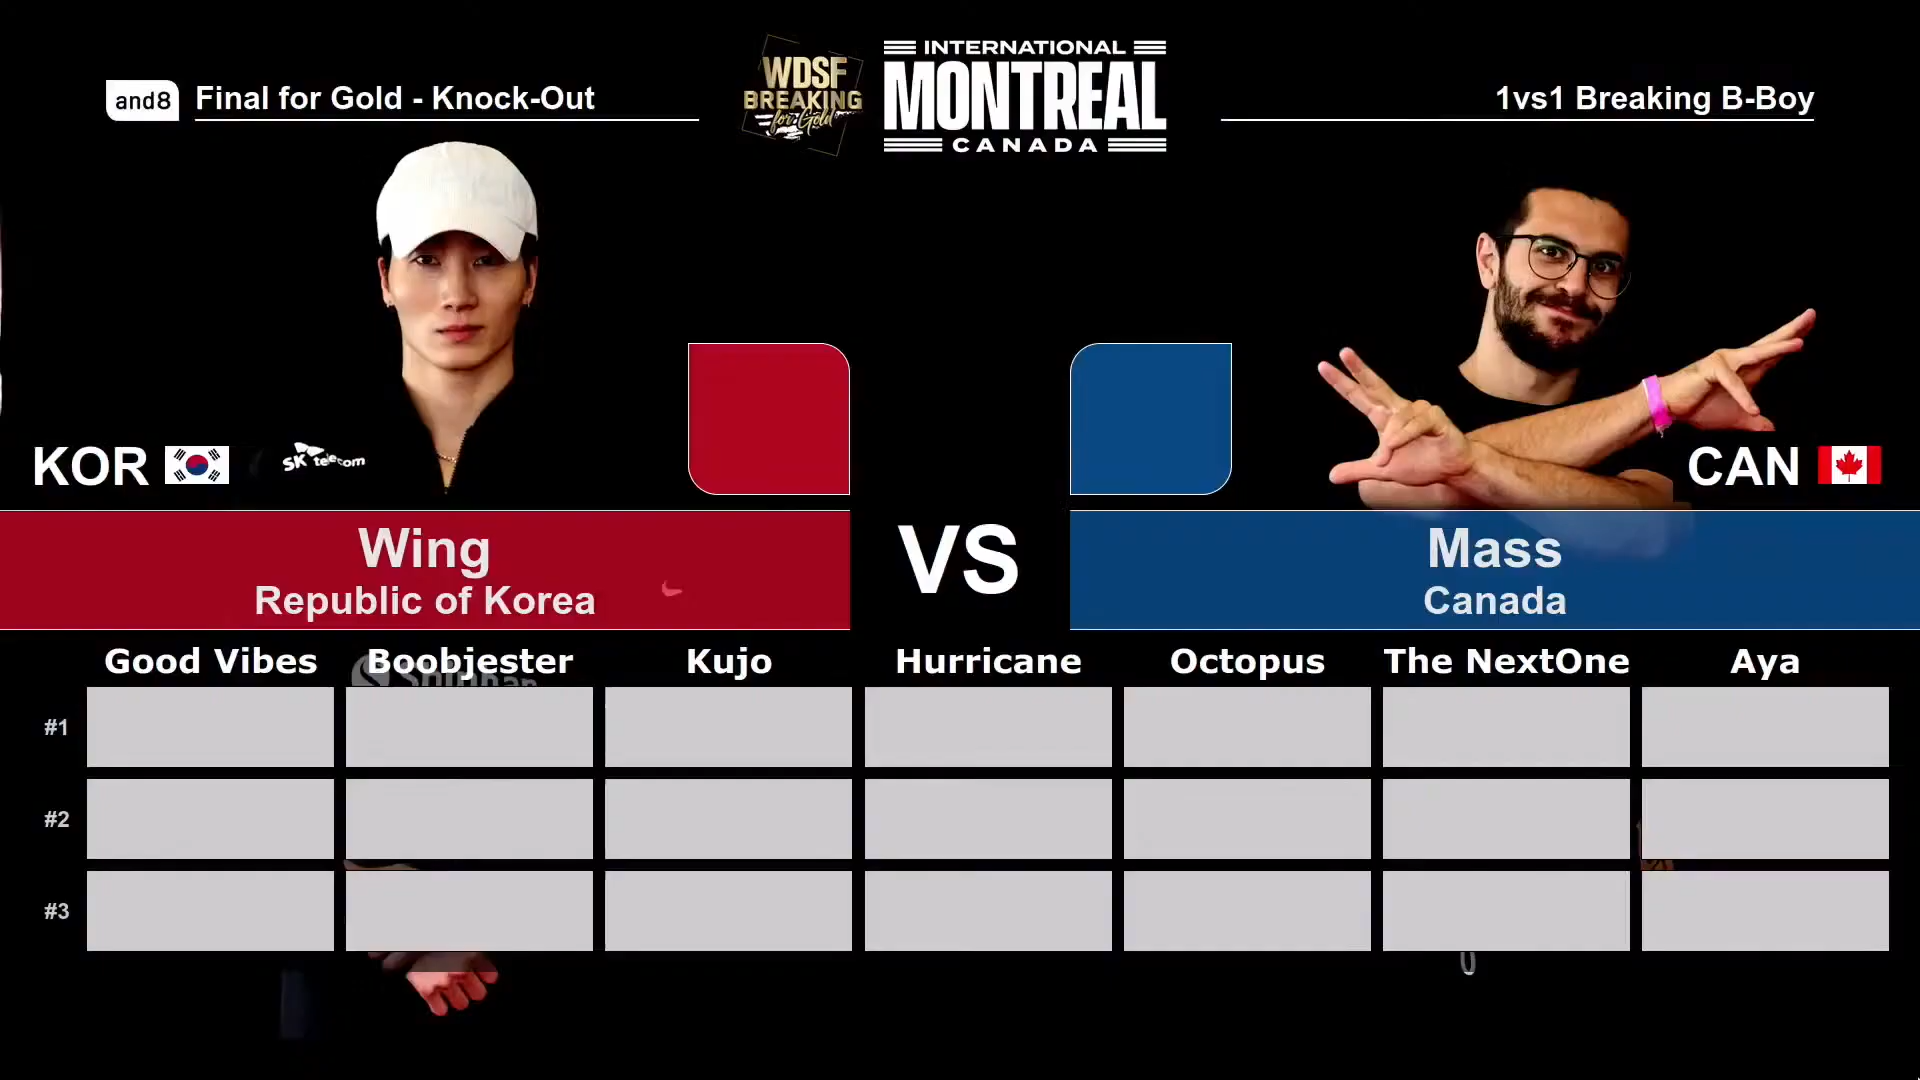 and8
Final for Gold - Knock-Out
WDSF
BREAKING
for Gold
INTERNATIONAL
MONTREAL
CANADA
1vs1 Breaking B-Boy
KOR
SK telecom
CAN
Wing
Republic of Korea
VS
Mass
Canada
Good Vibes
Boobjester
Kujo
Hurricane
Octopus
The NextOne
Aya
Shinhan
#1
#2
#3